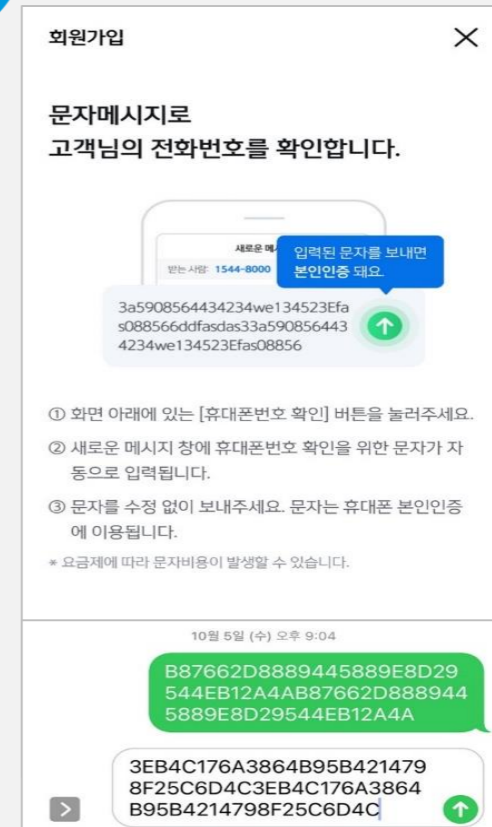 회원가입
문자메시지로
고객님의 전화번호를 확인합니다.
새로운 메
받는 사람: 1544-8000
입력된 문자를 보내면
본인인증 돼요.
3a5908564434234we134523Efa
s088566ddfasdas33a590856443
4234we134523Efas08856
① 화면 아래에 있는 [휴대폰번호 확인] 버튼을 눌러주세요.
② 새로운 메시지 창에 휴대폰번호 확인을 위한 문자가 자
동으로 입력됩니다.
③ 문자를 수정 없이 보내주세요. 문자는 휴대폰 본인인증
에 이용됩니다.
* 요금제에 따라 문자비용이 발생할 수 있습니다.
10월 5일 (수) 오후 9:04
B87662D8889445889E8D29
544EB12A4AB87662D888944
5889E8D29544EB12A4A
3EB4C176A3864B95B421479
8F25C6D4C3EB4C176A3864
B95B4214798F25C6D4C